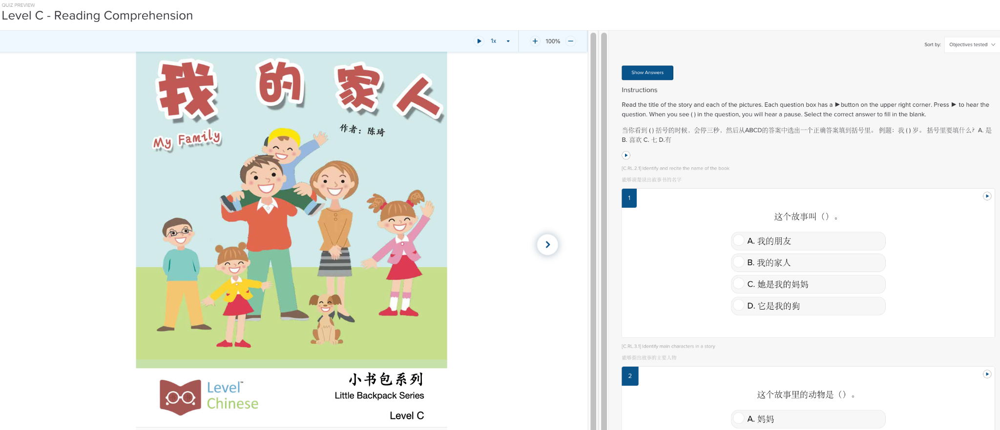 QUIZ PREVIEW
Level C - Reading Comprehension
1x
100%
我的家人
My Family
作者：陈琦
Level™
Chinese
小书包系列
Little Backpack Series
Level C
Sort by:
Objectives tested
Show Answers
Instructions
Read the title of the story and each of the pictures. Each question box has a ▶button on the upper right corner. Press ▶ to hear the
question. When you see ( ) in the question, you will hear a pause. Select the correct answer to fill in the blank.
当你看到 ( ) 括号的时候，会停三秒，然后从ABCD的答案中选出一个正确答案填到括号里。 例题：我 ( ) 岁。 括号里要填什么？ A. 是
B. 喜欢 C. 七 D.有
[C.RL.2.1] Identify and recite the name of the book
能够清楚说出故事书的名字
1
这个故事叫（）。
A. 我的朋友
B. 我的家人
C. 她是我的妈妈
D. 它是我的狗
[C.RL.3.1] Identify main characters in a story
能够指出故事的主要人物
2
这个故事里的动物是（）。
A. 妈妈